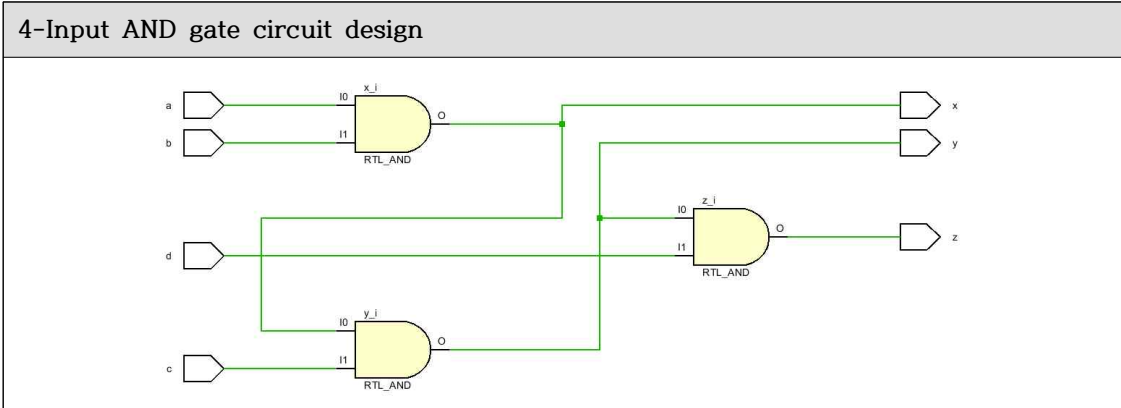 4-Input AND gate circuit design
x_i
a
I0
O
x
b
I1
y
RTL_AND
z_i
I0
O
z
d
I1
RTL_AND
y_i
I0
O
c
I1
RTL_AND